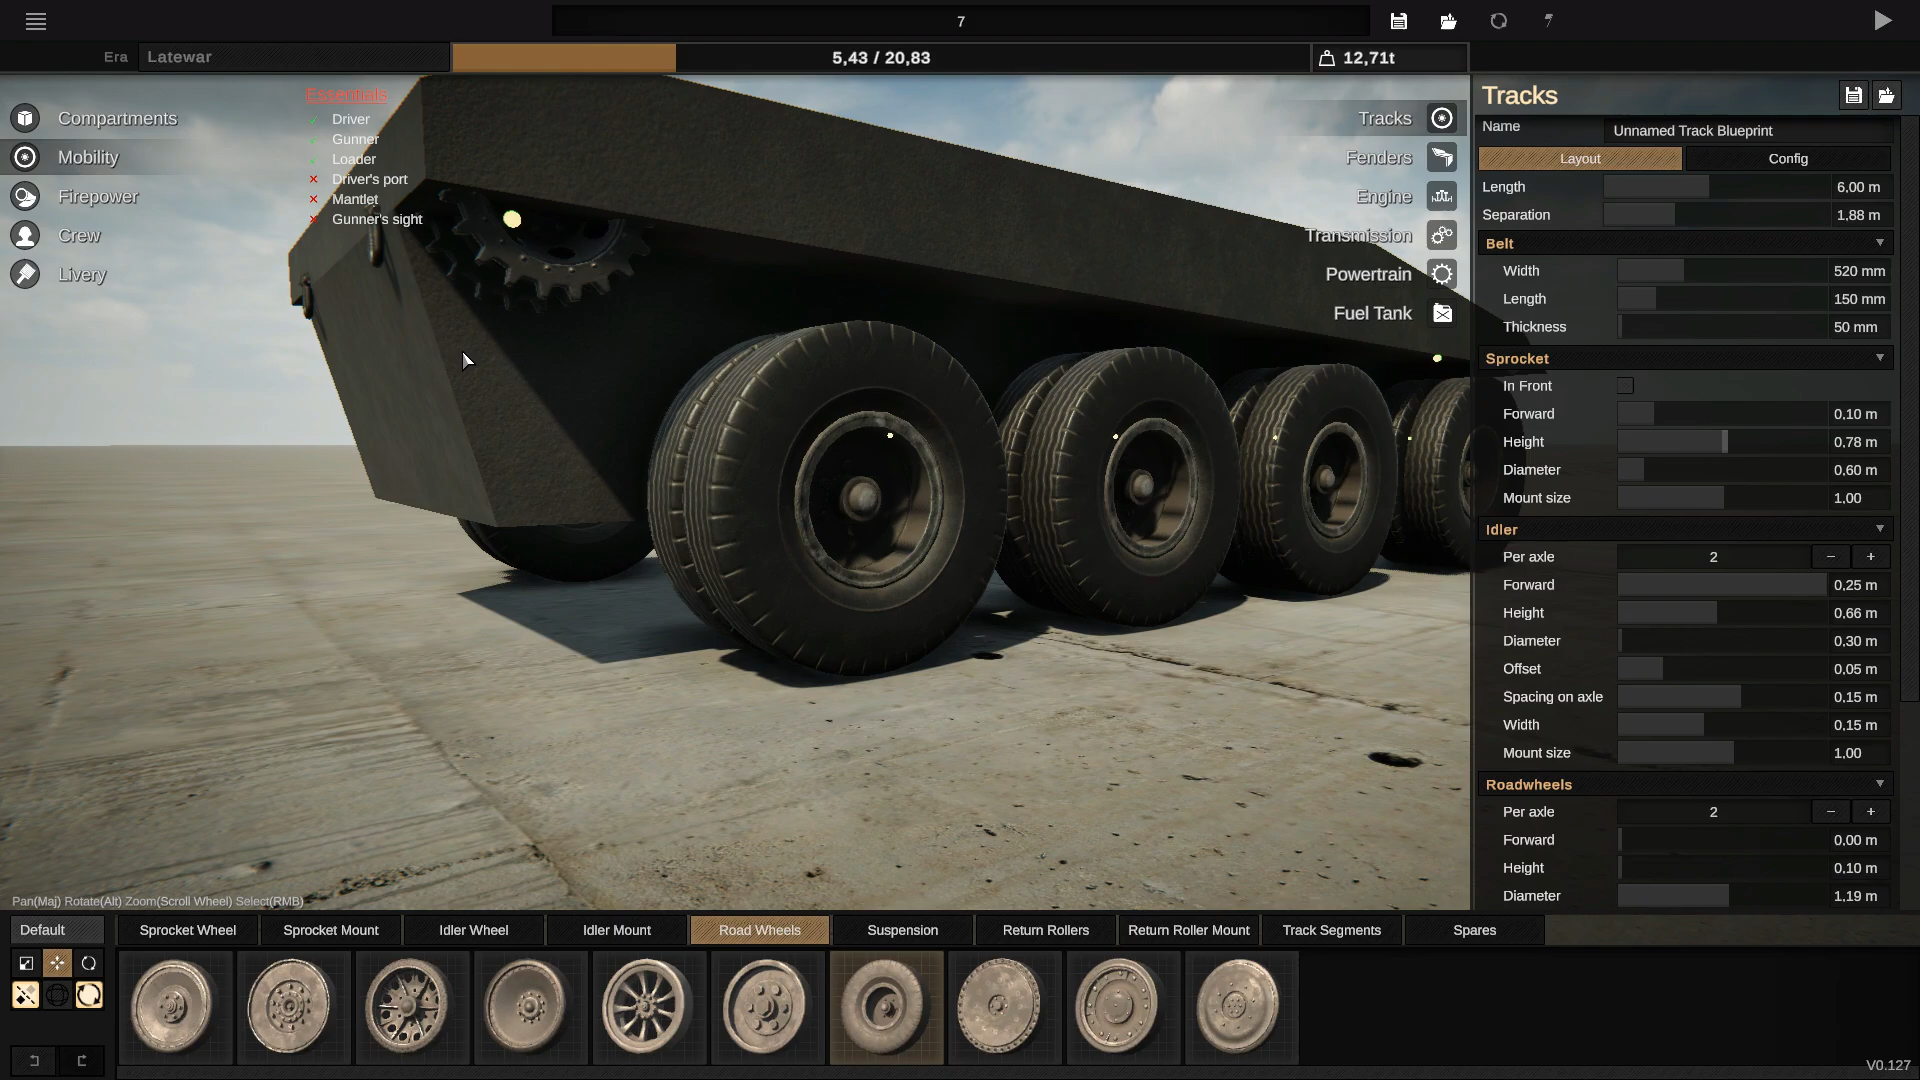 7
Era
Latewar
5,43 / 20,83
12,71t
Compartments
Mobility
Firepower
Crew
Livery
Essentials
Driver
Gunner
Loader
Driver's port
Mantlet
Gunner's sight
Tracks
Fenders
Engine
Transmission
Powertrain
Fuel Tank
Tracks
Name Unnamed Track Blueprint
Layout Config
Length 6,00 m
Separation 1,88 m
Belt
Width 520 mm
Length 150 mm
Thickness 50 mm
Sprocket
In Front
Forward 0,10 m
Height 0,78 m
Diameter 0,60 m
Mount size 1,00
Idler
Per axle 2 − +
Forward 0,25 m
Height 0,66 m
Diameter 0,30 m
Offset 0,05 m
Spacing on axle 0,15 m
Width 0,15 m
Mount size 1,00
Roadwheels
Per axle 2 − +
Forward 0,00 m
Height 0,10 m
Diameter 1,19 m
Pan(Maj) Rotate(Alt) Zoom(Scroll Wheel) Select(RMB)
Default
Sprocket Wheel
Sprocket Mount
Idler Wheel
Idler Mount
Road Wheels
Suspension
Return Rollers
Return Roller Mount
Track Segments
Spares
V0.127